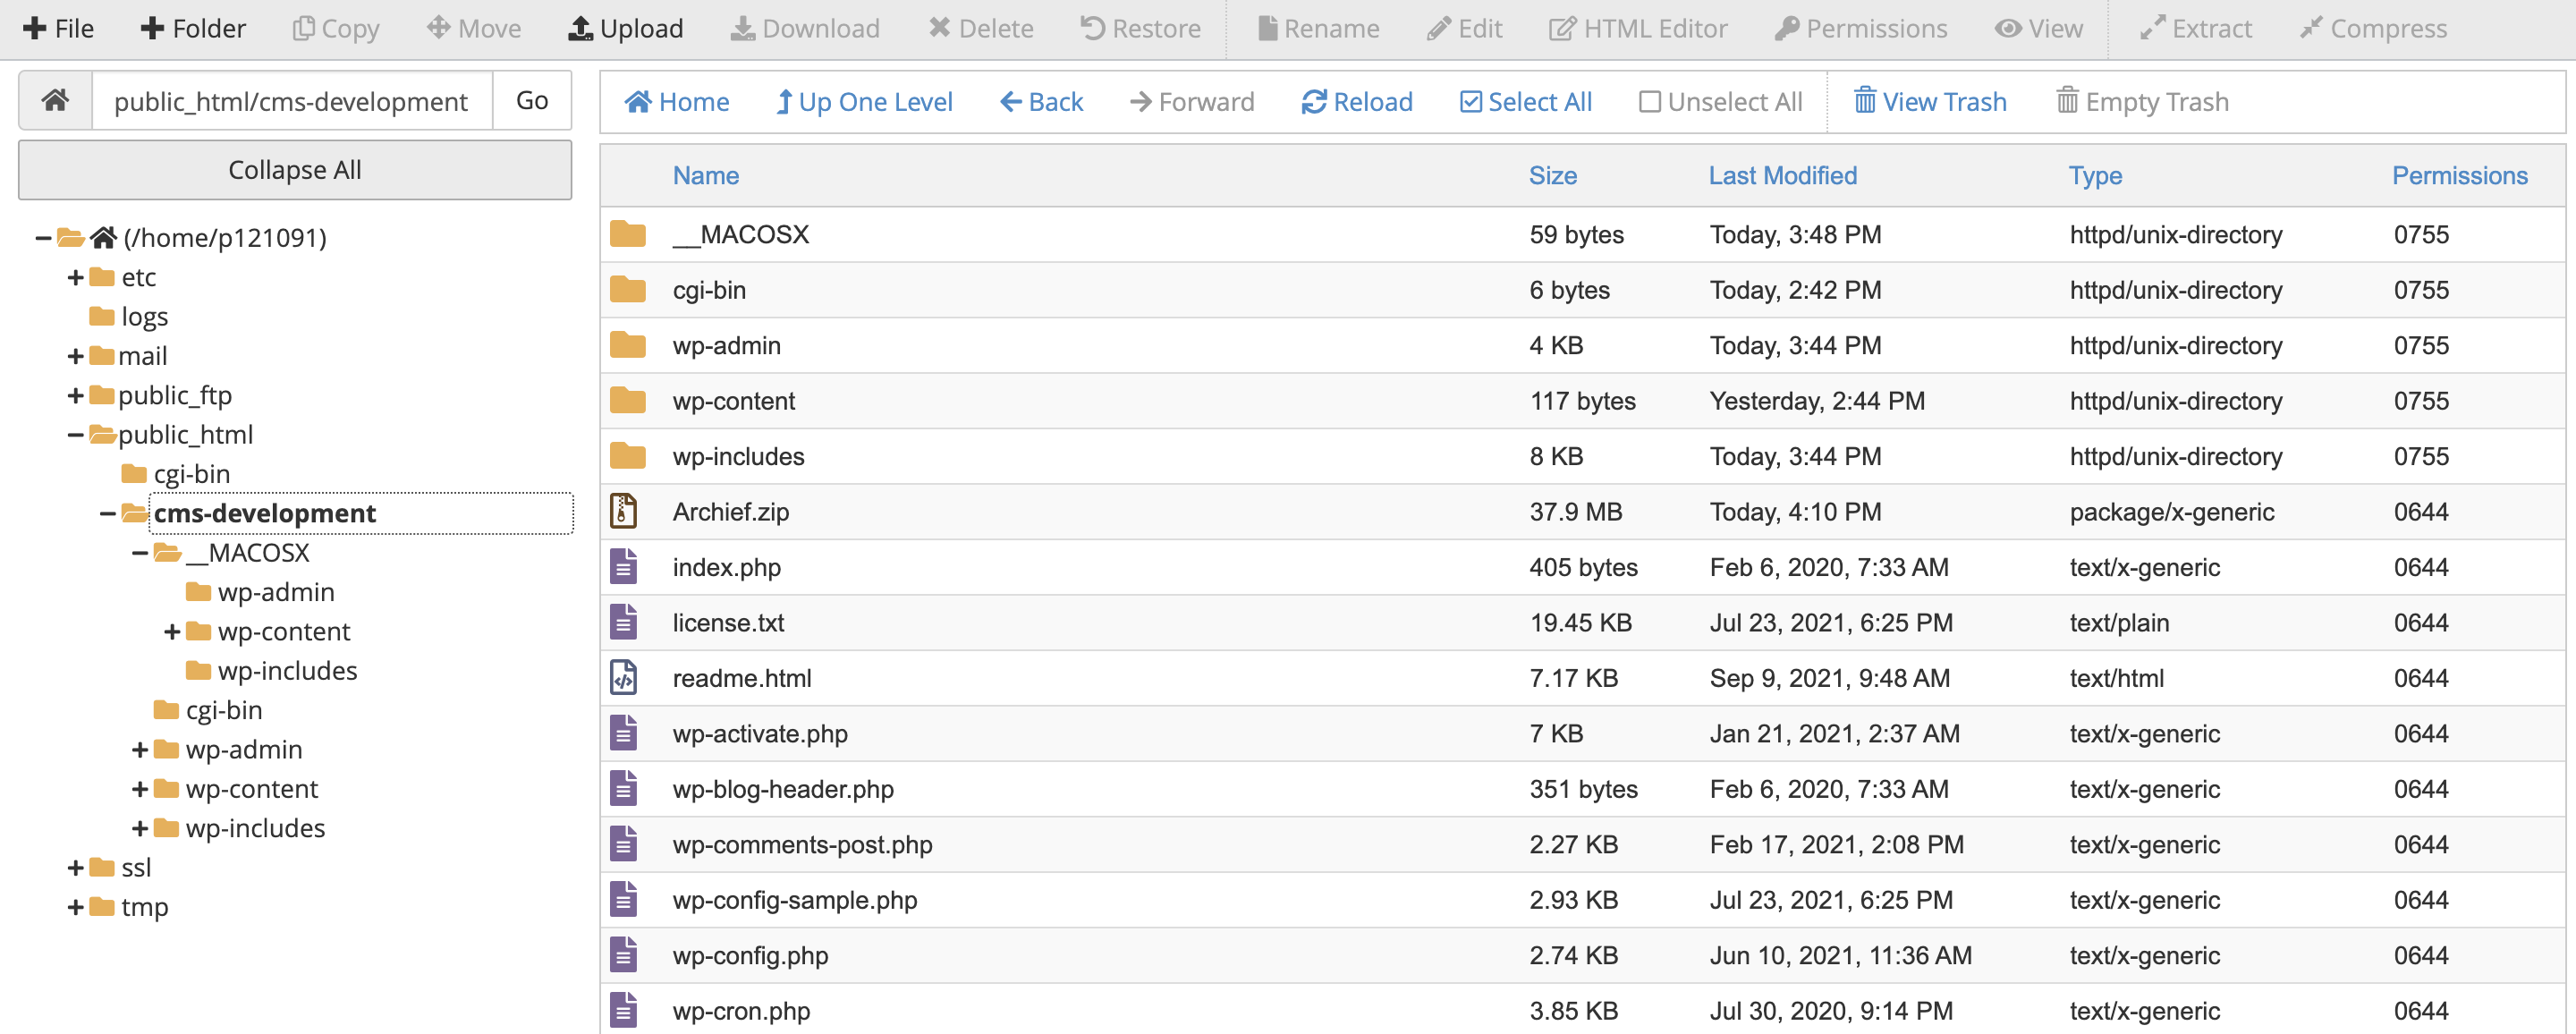 File Folder Copy Move Upload Download Delete Restore Rename Edit HTML Editor Permissions View Extract Compress
public_html/cms-development Go
Home Up One Level Back Forward Reload Select All Unselect All View Trash Empty Trash
Collapse All
(/home/p121091)
etc
logs
mail
public_ftp
public_html
cgi-bin
cms-development
__MACOSX
wp-admin
wp-content
wp-includes
cgi-bin
wp-admin
wp-content
wp-includes
ssl
tmp
Name Size Last Modified Type Permissions
__MACOSX 59 bytes Today, 3:48 PM httpd/unix-directory 0755
cgi-bin 6 bytes Today, 2:42 PM httpd/unix-directory 0755
wp-admin 4 KB Today, 3:44 PM httpd/unix-directory 0755
wp-content 117 bytes Yesterday, 2:44 PM httpd/unix-directory 0755
wp-includes 8 KB Today, 3:44 PM httpd/unix-directory 0755
Archief.zip 37.9 MB Today, 4:10 PM package/x-generic 0644
index.php 405 bytes Feb 6, 2020, 7:33 AM text/x-generic 0644
license.txt 19.45 KB Jul 23, 2021, 6:25 PM text/plain 0644
readme.html 7.17 KB Sep 9, 2021, 9:48 AM text/html 0644
wp-activate.php 7 KB Jan 21, 2021, 2:37 AM text/x-generic 0644
wp-blog-header.php 351 bytes Feb 6, 2020, 7:33 AM text/x-generic 0644
wp-comments-post.php 2.27 KB Feb 17, 2021, 2:08 PM text/x-generic 0644
wp-config-sample.php 2.93 KB Jul 23, 2021, 6:25 PM text/x-generic 0644
wp-config.php 2.74 KB Jun 10, 2021, 11:36 AM text/x-generic 0644
wp-cron.php 3.85 KB Jul 30, 2020, 9:14 PM text/x-generic 0644